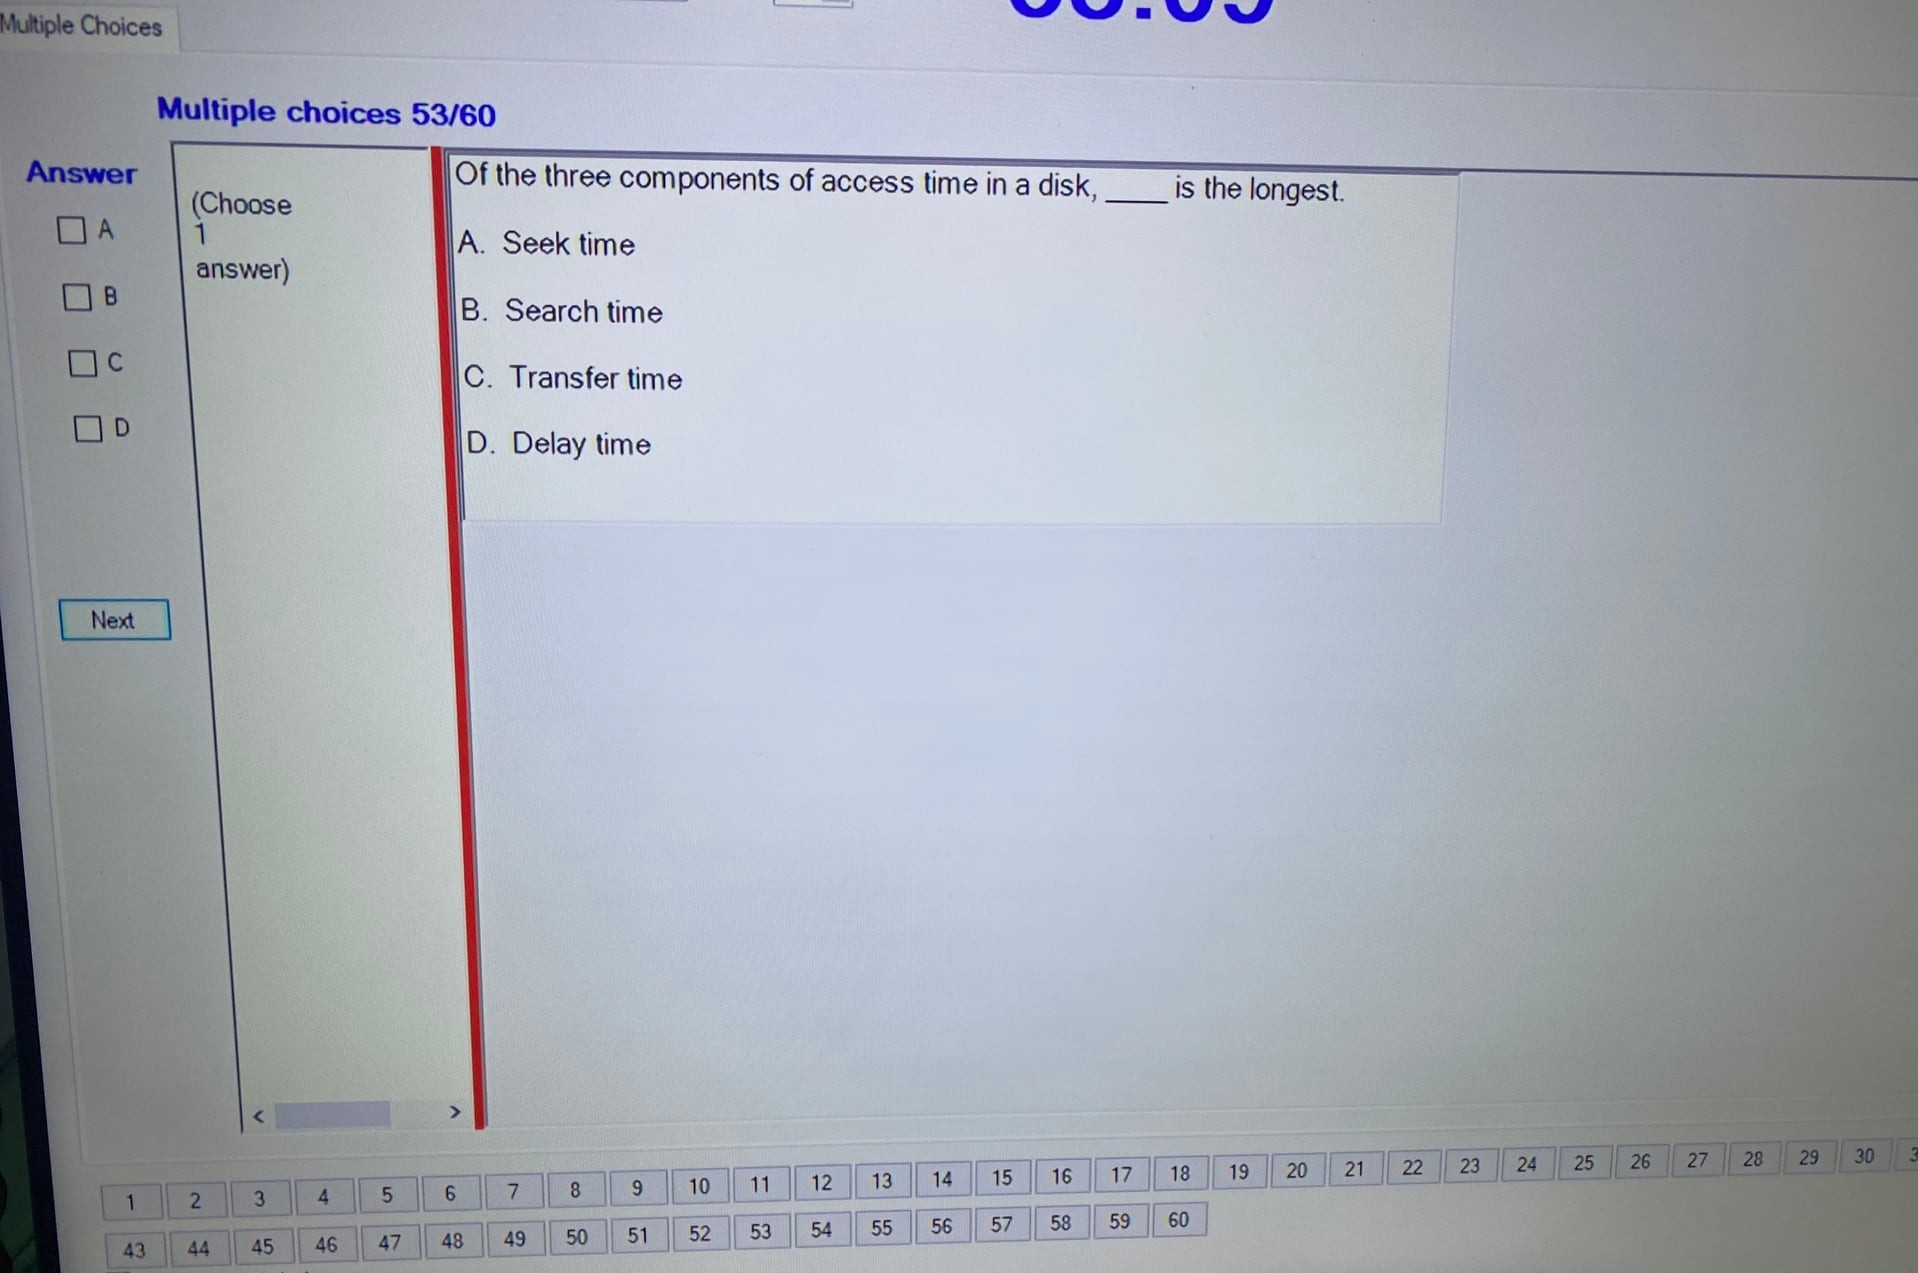 Multiple Choices
Multiple choices 53/60
Answer
A
B
C
D
(Choose
1
answer)
Of the three components of access time in a disk, ____ is the longest.
A. Seek time
B. Search time
C. Transfer time
D. Delay time
Next
< >
1 2 3 4 5 6 7 8 9 10 11 12 13 14 15 16 17 18 19 20 21 22 23 24 25 26 27 28 29 30
43 44 45 46 47 48 49 50 51 52 53 54 55 56 57 58 59 60